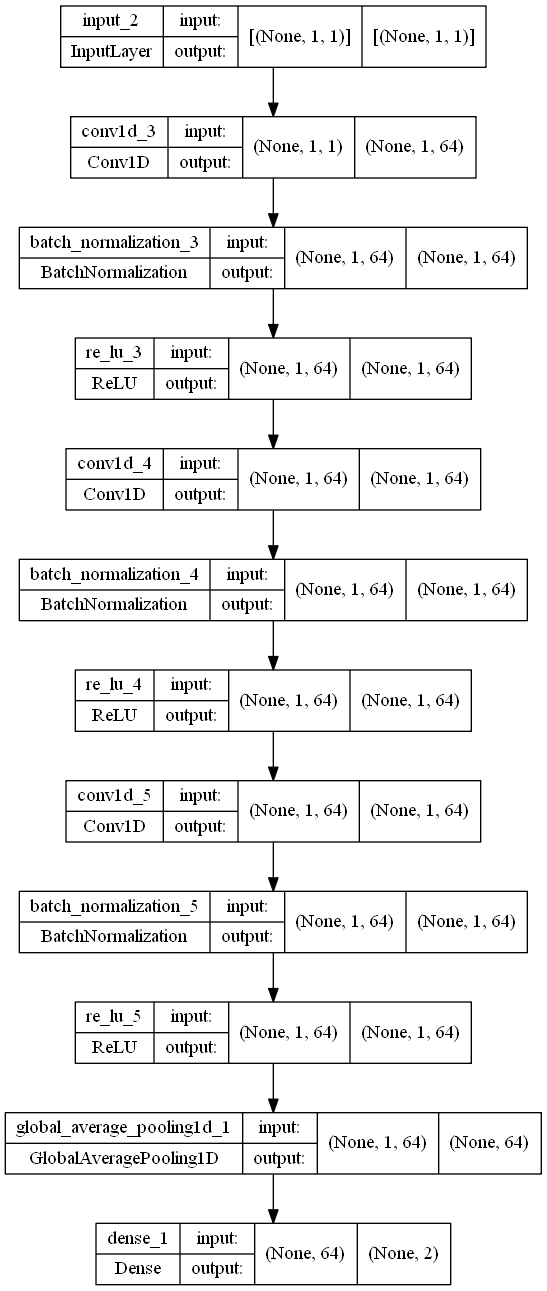 input_2 input: [(None, 1, 1)] [(None, 1, 1)]
InputLayer output:
conv1d_3 input: (None, 1, 1) (None, 1, 64)
Conv1D output:
batch_normalization_3 input: (None, 1, 64) (None, 1, 64)
BatchNormalization output:
re_lu_3 input: (None, 1, 64) (None, 1, 64)
ReLU output:
conv1d_4 input: (None, 1, 64) (None, 1, 64)
Conv1D output:
batch_normalization_4 input: (None, 1, 64) (None, 1, 64)
BatchNormalization output:
re_lu_4 input: (None, 1, 64) (None, 1, 64)
ReLU output:
conv1d_5 input: (None, 1, 64) (None, 1, 64)
Conv1D output:
batch_normalization_5 input: (None, 1, 64) (None, 1, 64)
BatchNormalization output:
re_lu_5 input: (None, 1, 64) (None, 1, 64)
ReLU output:
global_average_pooling1d_1 input: (None, 1, 64) (None, 64)
GlobalAveragePooling1D output:
dense_1 input: (None, 64) (None, 2)
Dense output: